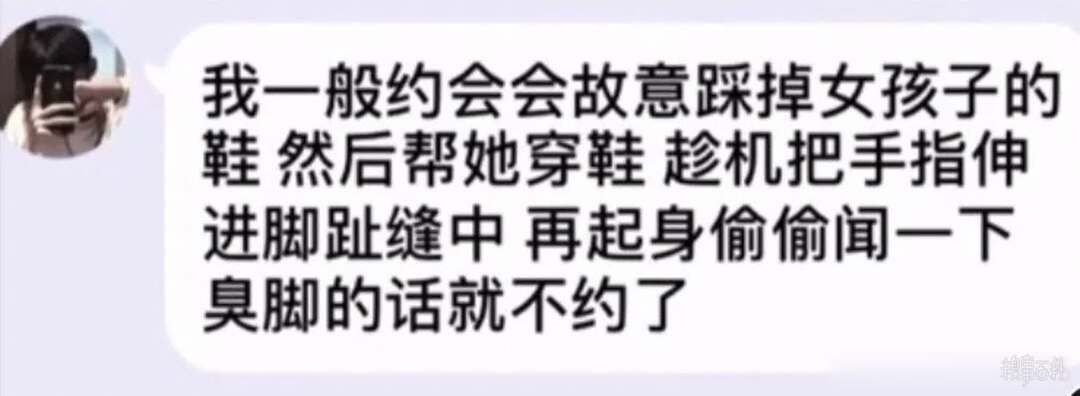 我一般约会会故意踩掉女孩子的
鞋 然后帮她穿鞋 趁机把手指伸
进脚趾缝中 再起身偷偷闻一下
臭脚的话就不约了